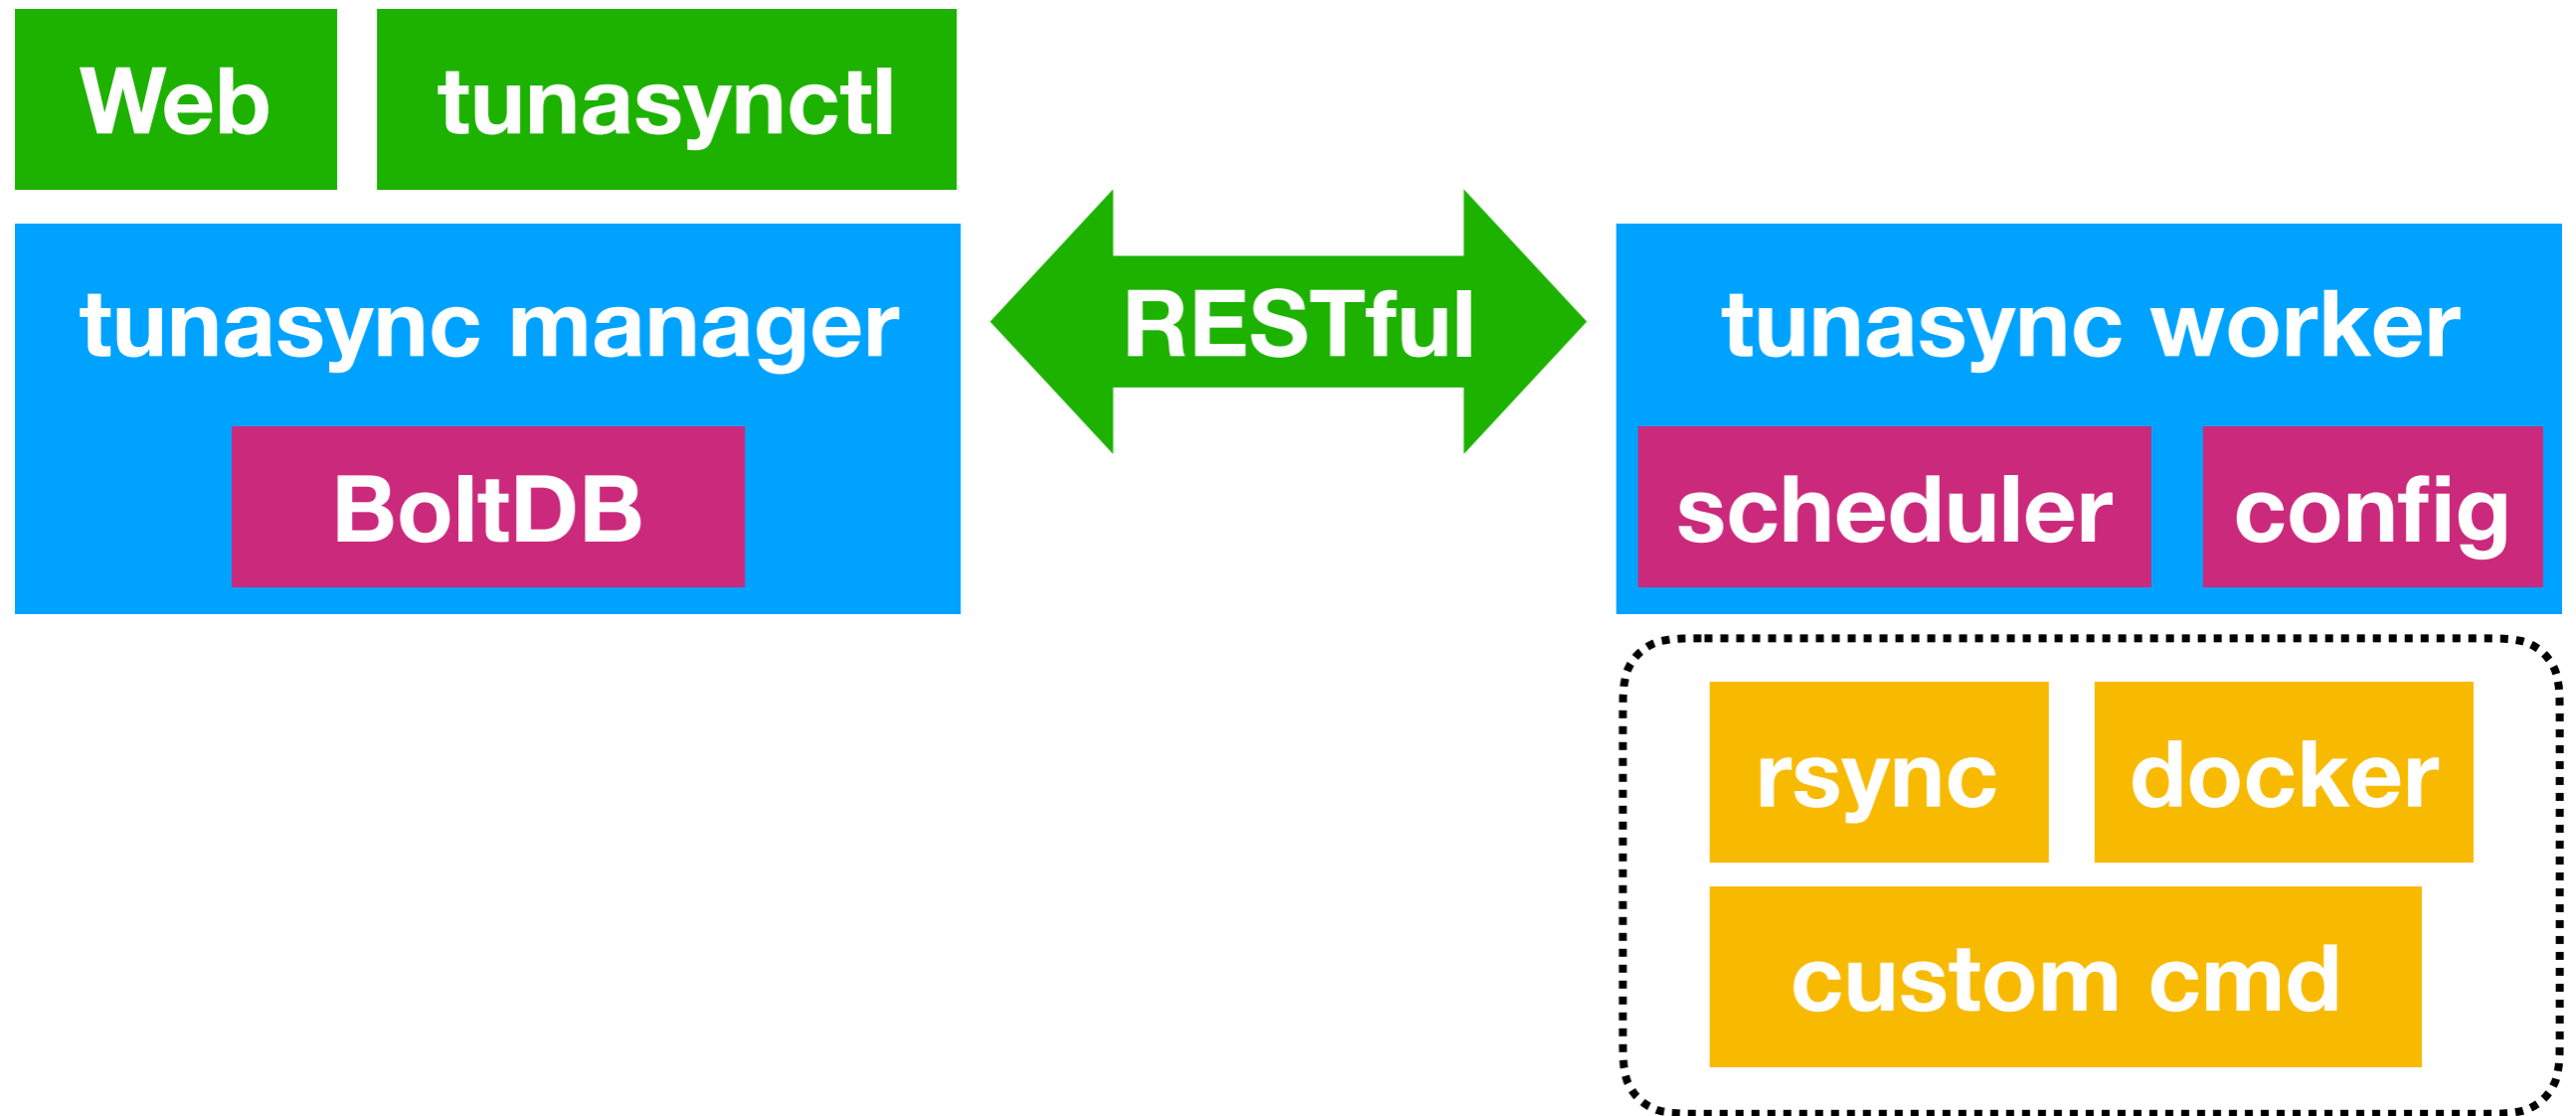 Web
tunasynctl
tunasync manager
BoltDB
RESTful
tunasync worker
scheduler
config
rsync
docker
custom cmd